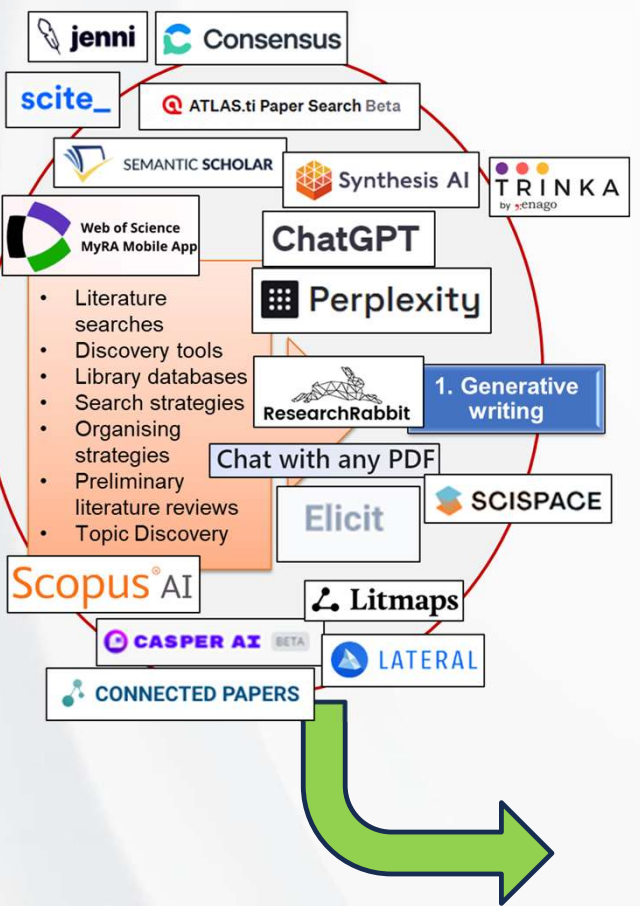 jenni
Consensus
scite_
ATLAS.ti Paper Search Beta
SEMANTIC SCHOLAR
Synthesis AI
TRINKA
by enago
Web of Science
MyRA Mobile App
ChatGPT
Perplexity
• Literature
searches
• Discovery tools
• Library databases
• Search strategies
• Organising
strategies
• Preliminary
literature reviews
• Topic Discovery
ResearchRabbit
1. Generative
writing
Chat with any PDF
Elicit
SCISPACE
Scopus® AI
Litmaps
CASPER AI BETA
LATERAL
CONNECTED PAPERS